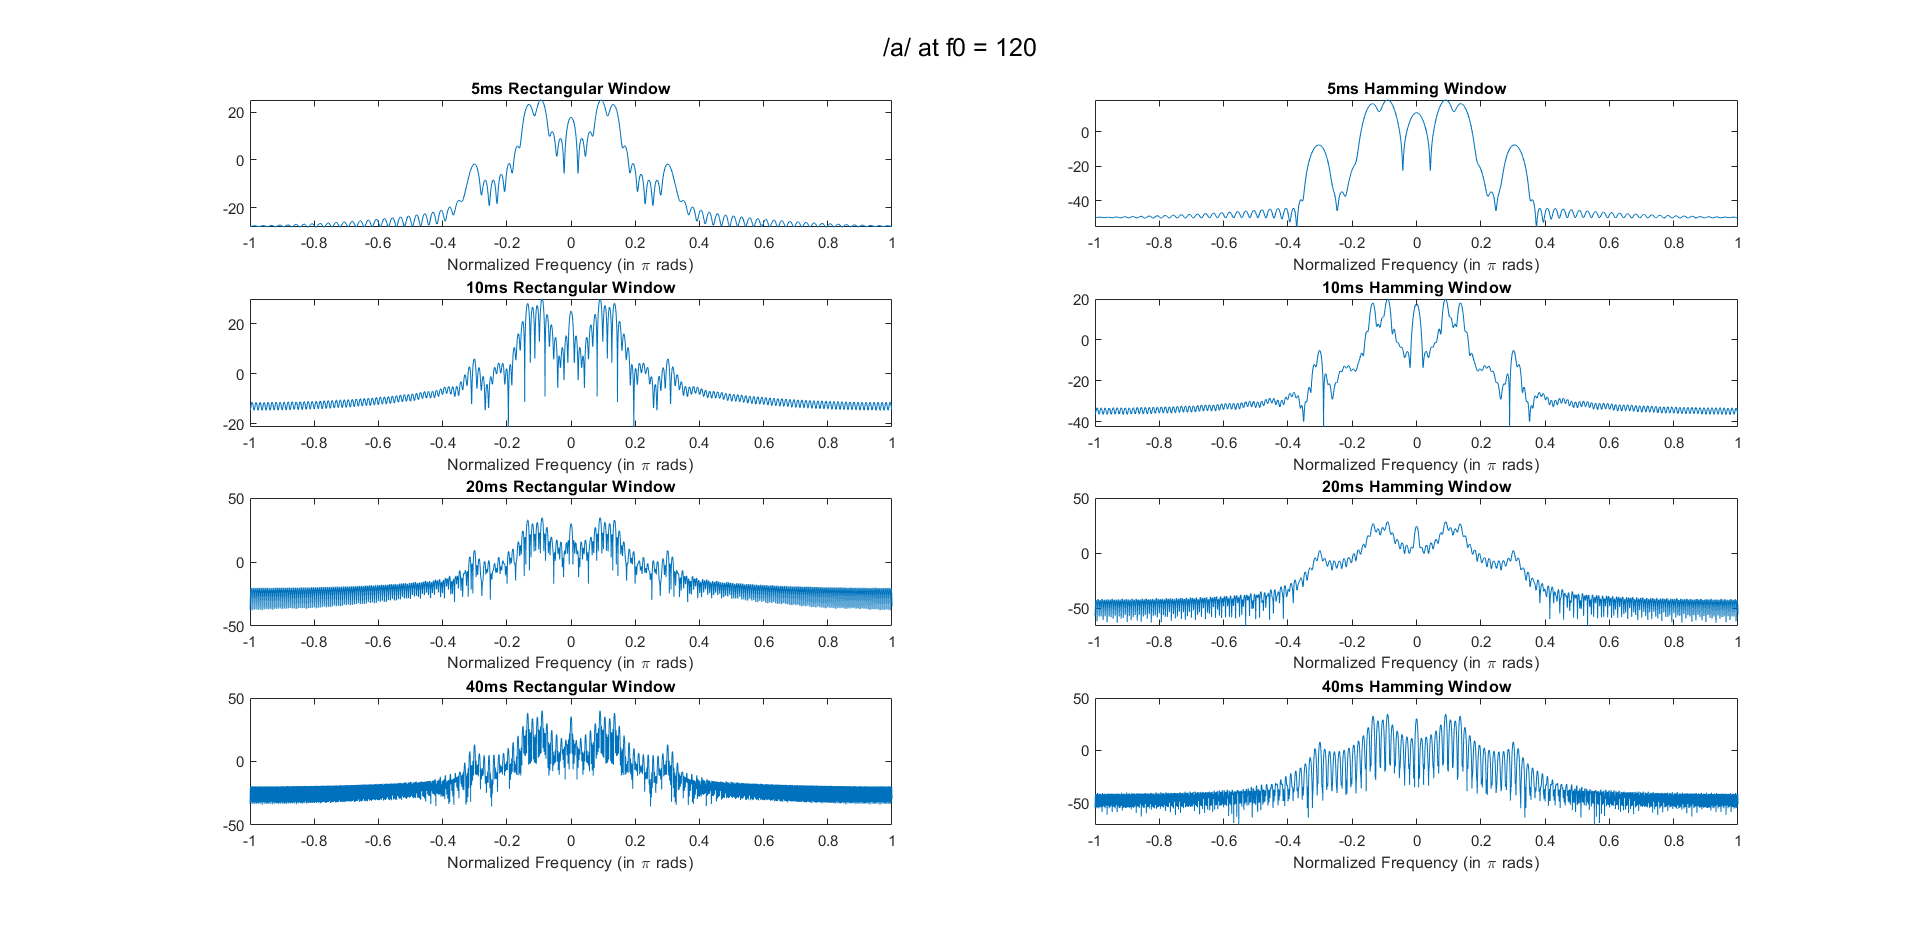 /a/ at f0 = 120
5ms Rectangular Window
20
0
-20
-1 -0.8 -0.6 -0.4 -0.2 0 0.2 0.4 0.6 0.8 1
Normalized Frequency (in π rads)
5ms Hamming Window
0
-20
-40
-1 -0.8 -0.6 -0.4 -0.2 0 0.2 0.4 0.6 0.8 1
Normalized Frequency (in π rads)
10ms Rectangular Window
20
0
-20
-1 -0.8 -0.6 -0.4 -0.2 0 0.2 0.4 0.6 0.8 1
Normalized Frequency (in π rads)
10ms Hamming Window
20
0
-20
-40
-1 -0.8 -0.6 -0.4 -0.2 0 0.2 0.4 0.6 0.8 1
Normalized Frequency (in π rads)
20ms Rectangular Window
50
0
-50
-1 -0.8 -0.6 -0.4 -0.2 0 0.2 0.4 0.6 0.8 1
Normalized Frequency (in π rads)
20ms Hamming Window
50
0
-50
-1 -0.8 -0.6 -0.4 -0.2 0 0.2 0.4 0.6 0.8 1
Normalized Frequency (in π rads)
40ms Rectangular Window
50
0
-50
-1 -0.8 -0.6 -0.4 -0.2 0 0.2 0.4 0.6 0.8 1
Normalized Frequency (in π rads)
40ms Hamming Window
50
0
-50
-1 -0.8 -0.6 -0.4 -0.2 0 0.2 0.4 0.6 0.8 1
Normalized Frequency (in π rads)